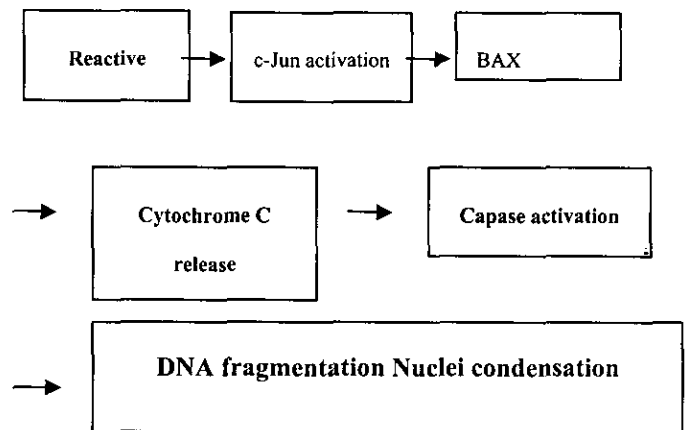 Reactive
c-Jun activation
BAX
Cytochrome C
release
Capase activation
DNA fragmentation Nuclei condensation